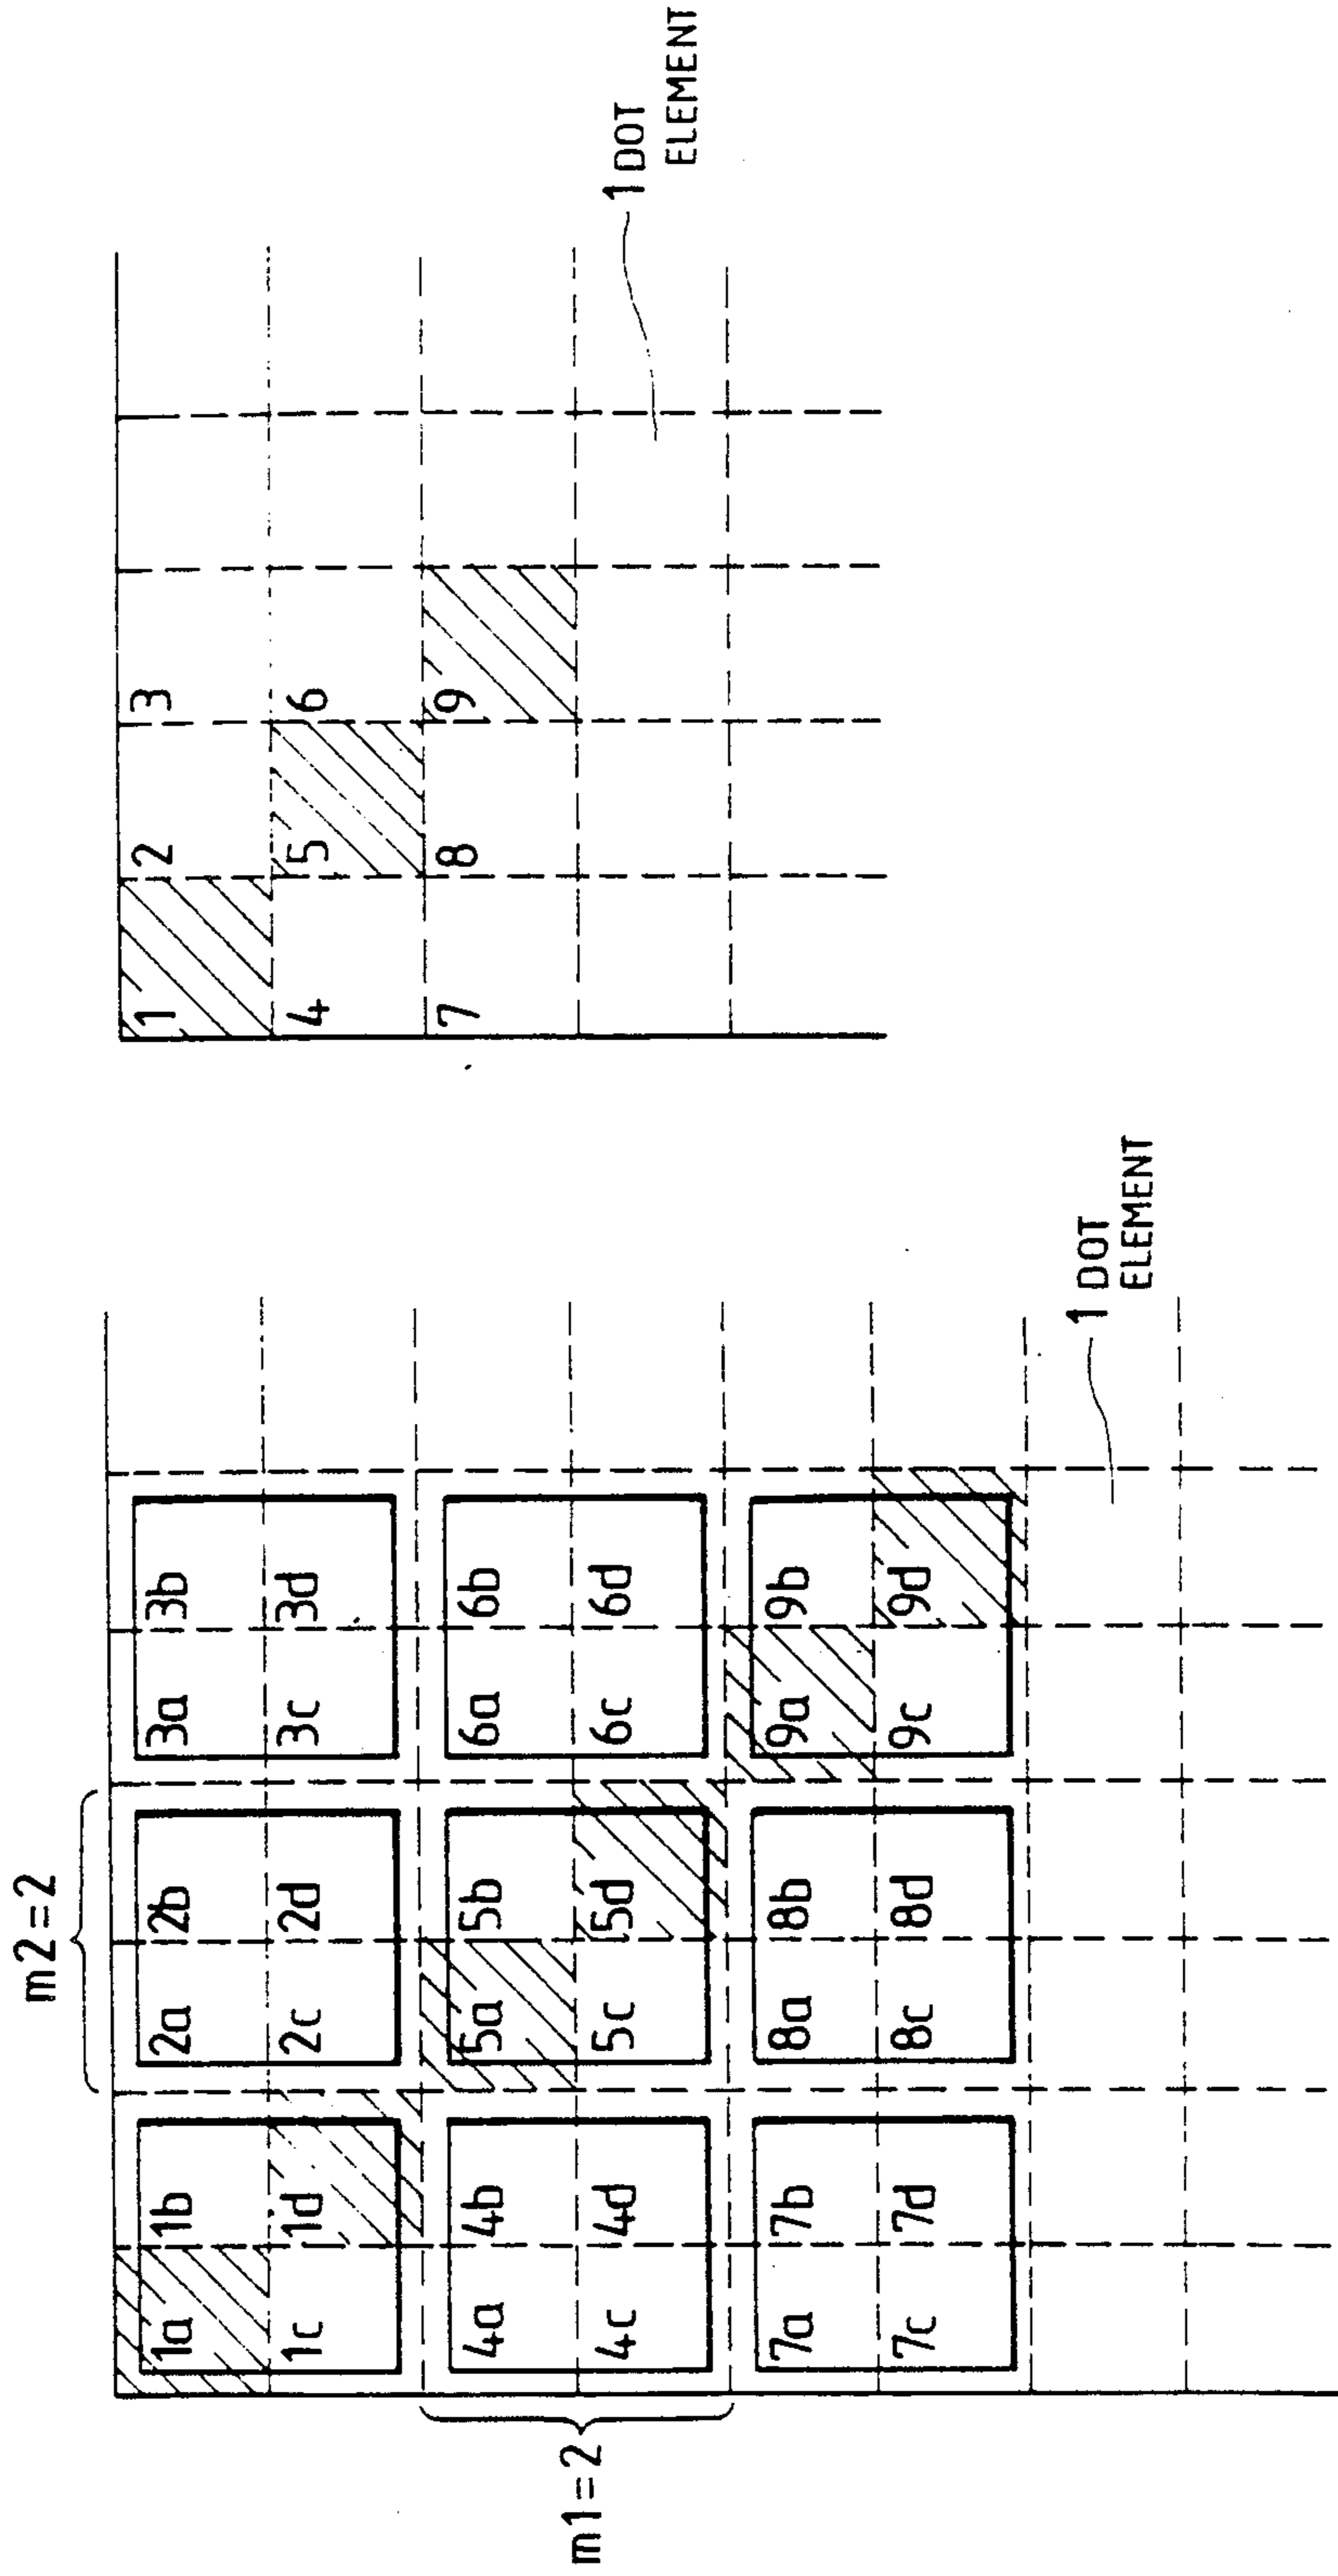 m2=2
m1=2
1a 1b 2a 2b 3a 3b
1c 1d 2c 2d 3c 3d
4a 4b 5a 5b 6a 6b
4c 4d 5c 5d 6c 6d
7a 7b 8a 8b 9a 9b
7c 7d 8c 8d 9c 9d
1 DOT
ELEMENT
1 2 3
4 5 6
7 8 9
1 DOT
ELEMENT